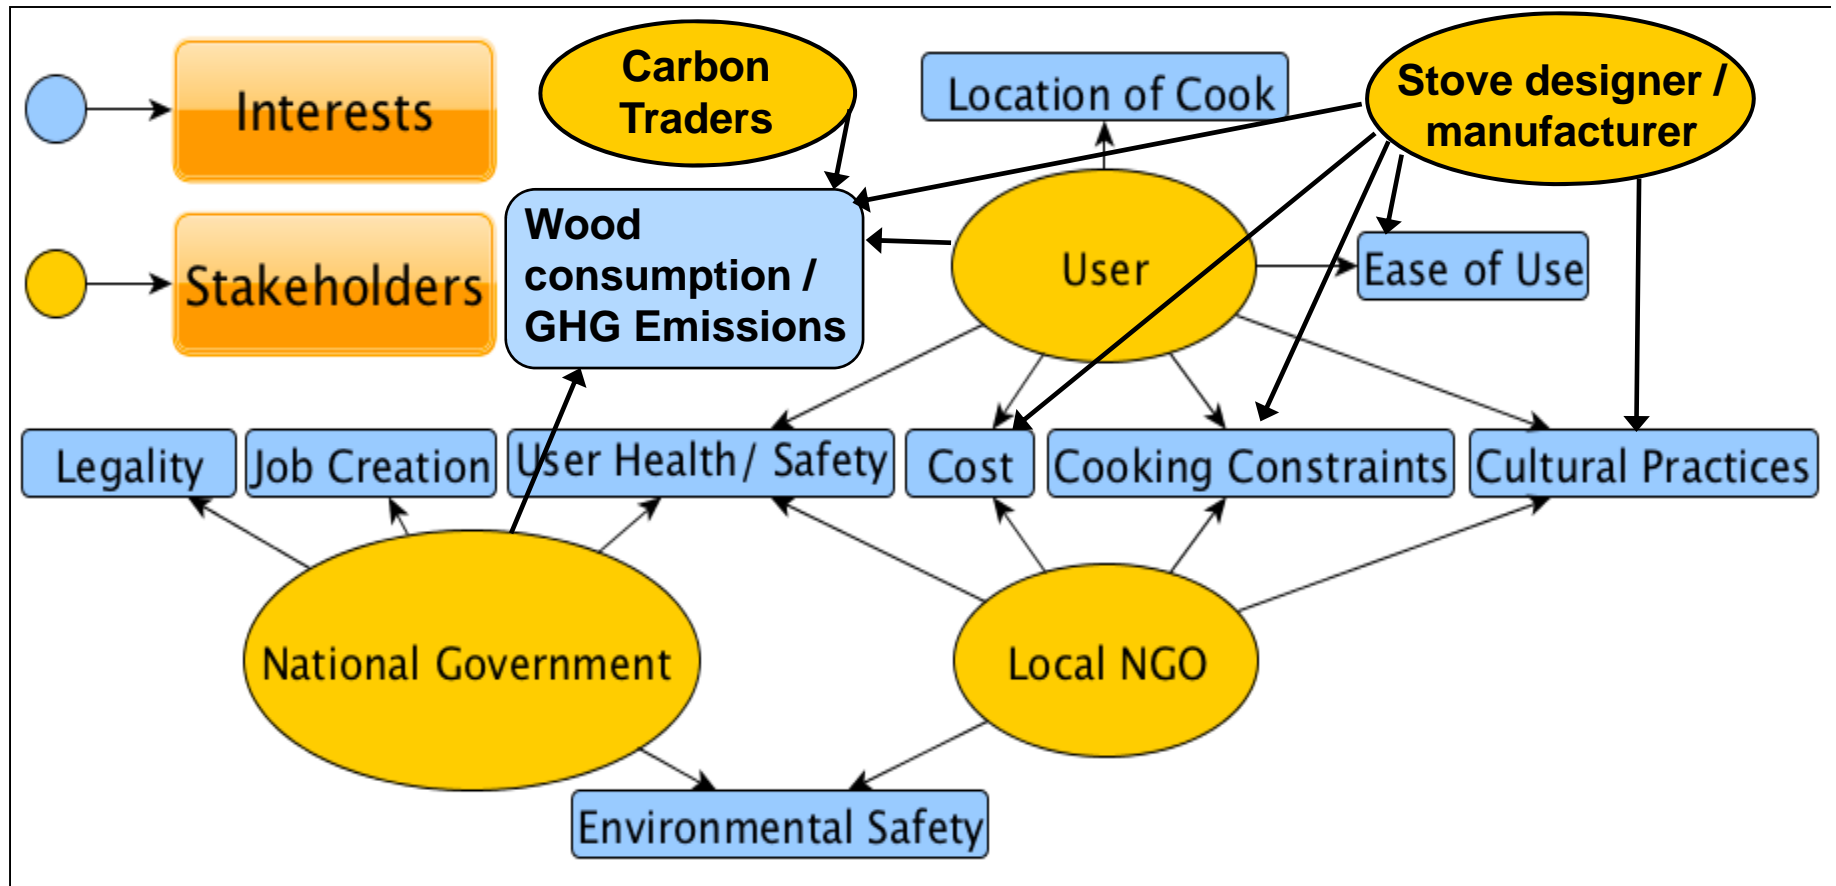 Interests
Stakeholders
Carbon
Traders
Location of Cook
Stove designer /
manufacturer
Wood
consumption /
GHG Emissions
User
Ease of Use
Legality
Job Creation
User Health/ Safety
Cost
Cooking Constraints
Cultural Practices
National Government
Local NGO
Environmental Safety